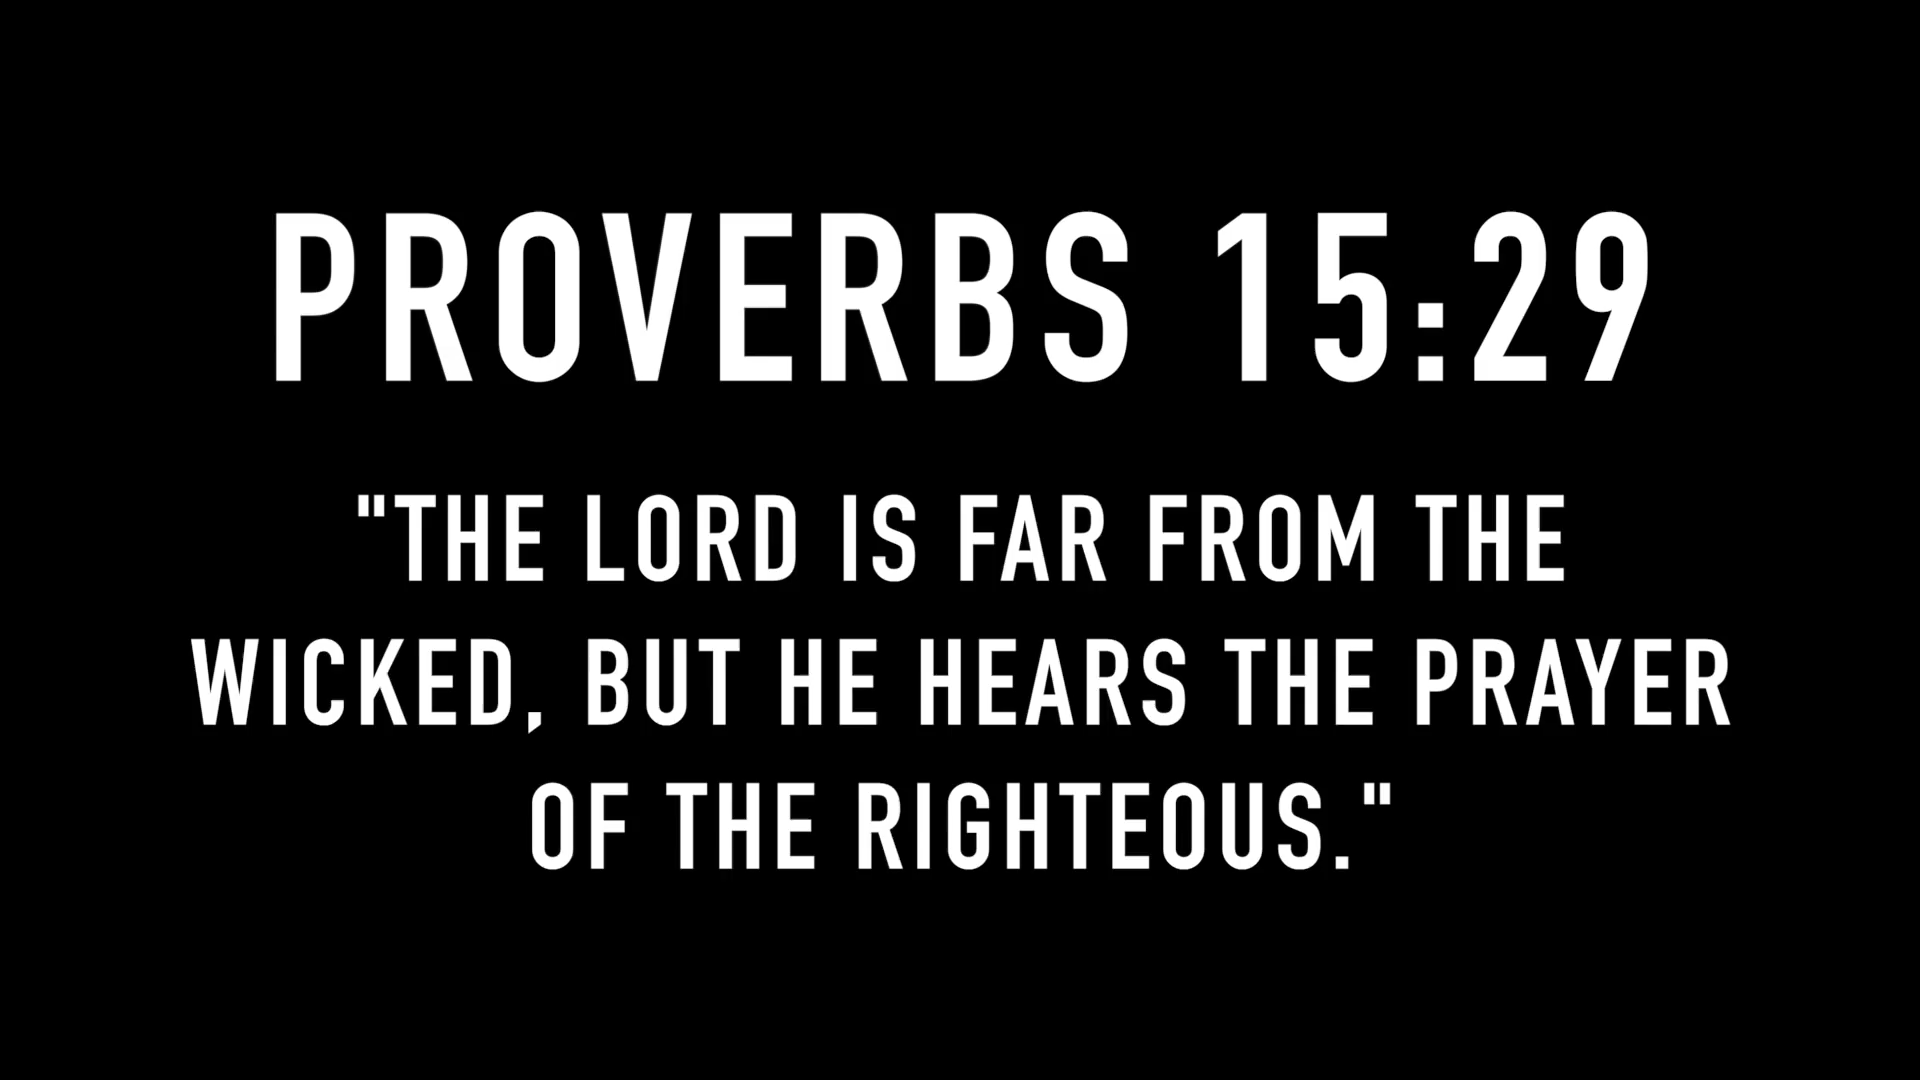 PROVERBS 15:29
"THE LORD IS FAR FROM THE
WICKED, BUT HE HEARS THE PRAYER
OF THE RIGHTEOUS."